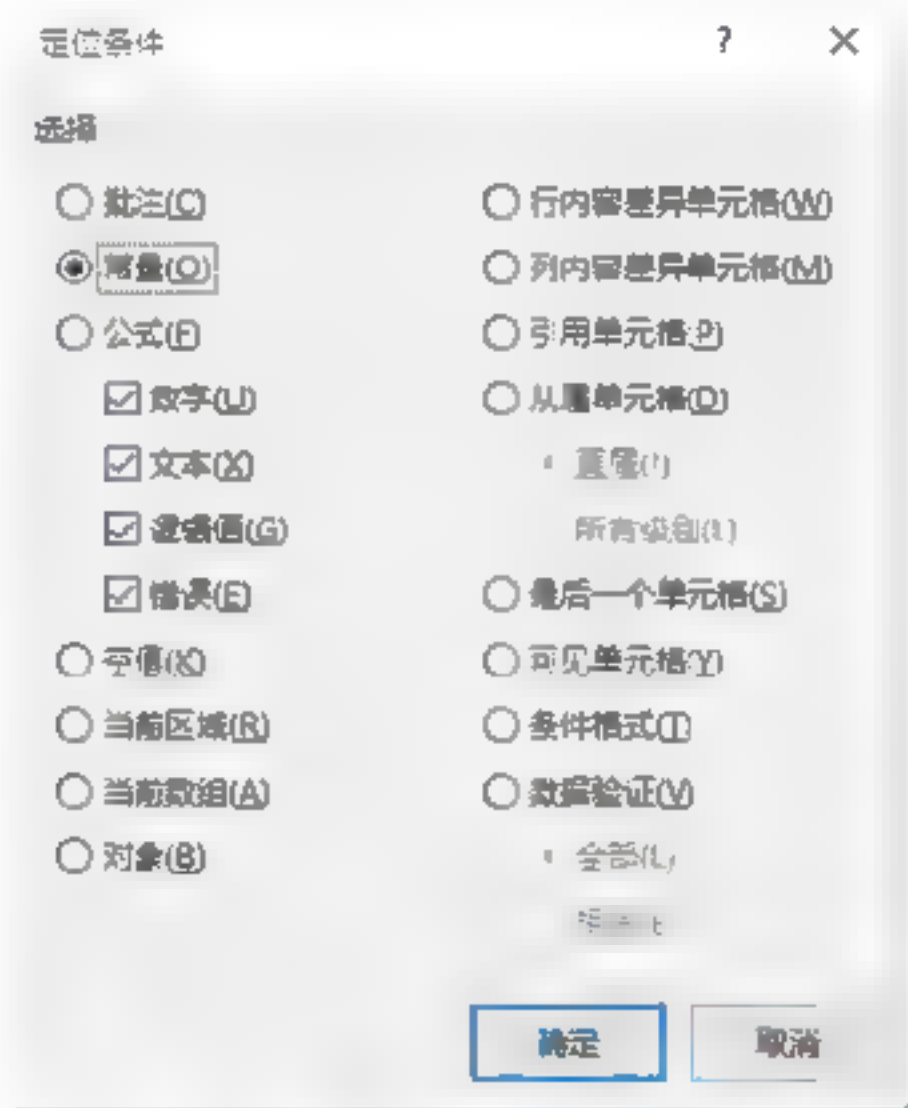 定位条件
?
选择
批注(C)
常量(O)
公式(F)
数字(U)
文本(X)
逻辑值(G)
错误(E)
空值(K)
当前区域(R)
当前数组(A)
对象(B)
行内容差异单元格(W)
列内容差异单元格(M)
引用单元格(P)
从属单元格(D)
直属(I)
所有级别(L)
最后一个单元格(S)
可见单元格(Y)
条件格式(T)
数据验证(V)
全部(L)
确定
取消